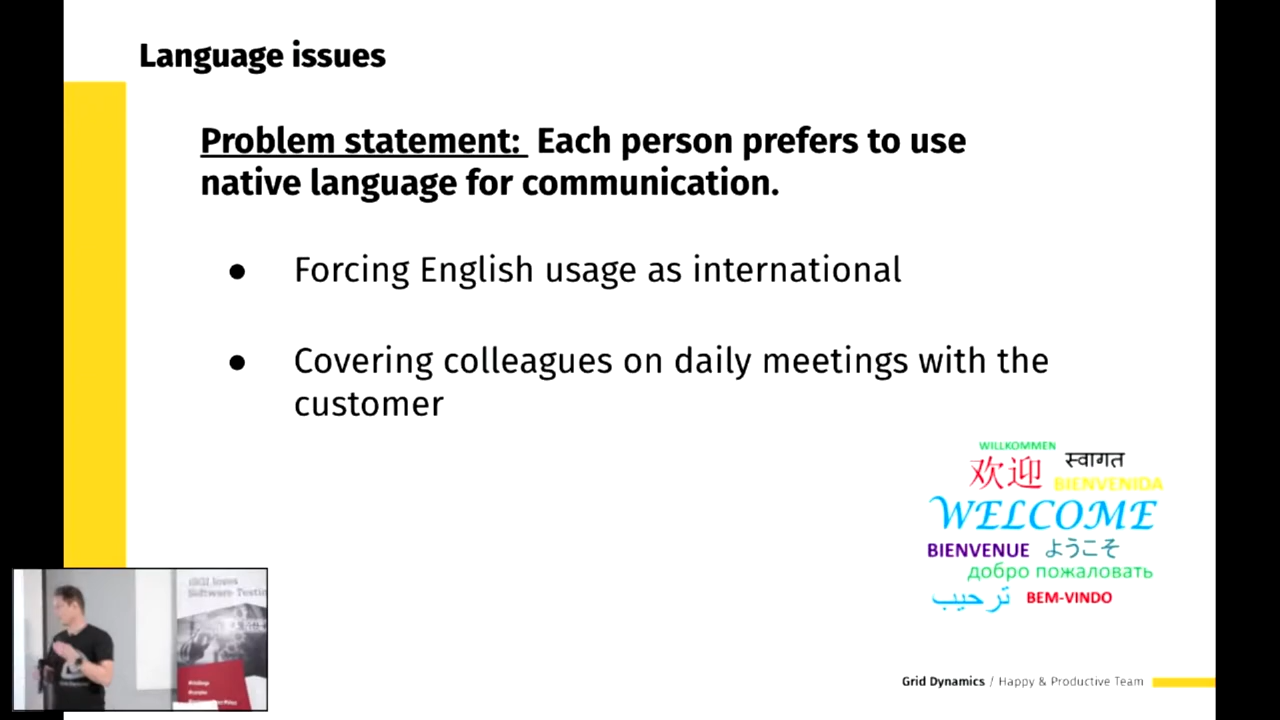 Language issues
Problem statement: Each person prefers to use
native language for communication.
● Forcing English usage as international
● Covering colleagues on daily meetings with the
customer
WILLKOMMEN
欢迎 स्वागत
BIENVENIDA
WELCOME
BIENVENUE ようこそ
добро пожаловать
ترحيب BEM-VINDO
Software Testing
Grid Dynamics / Happy & Productive Team